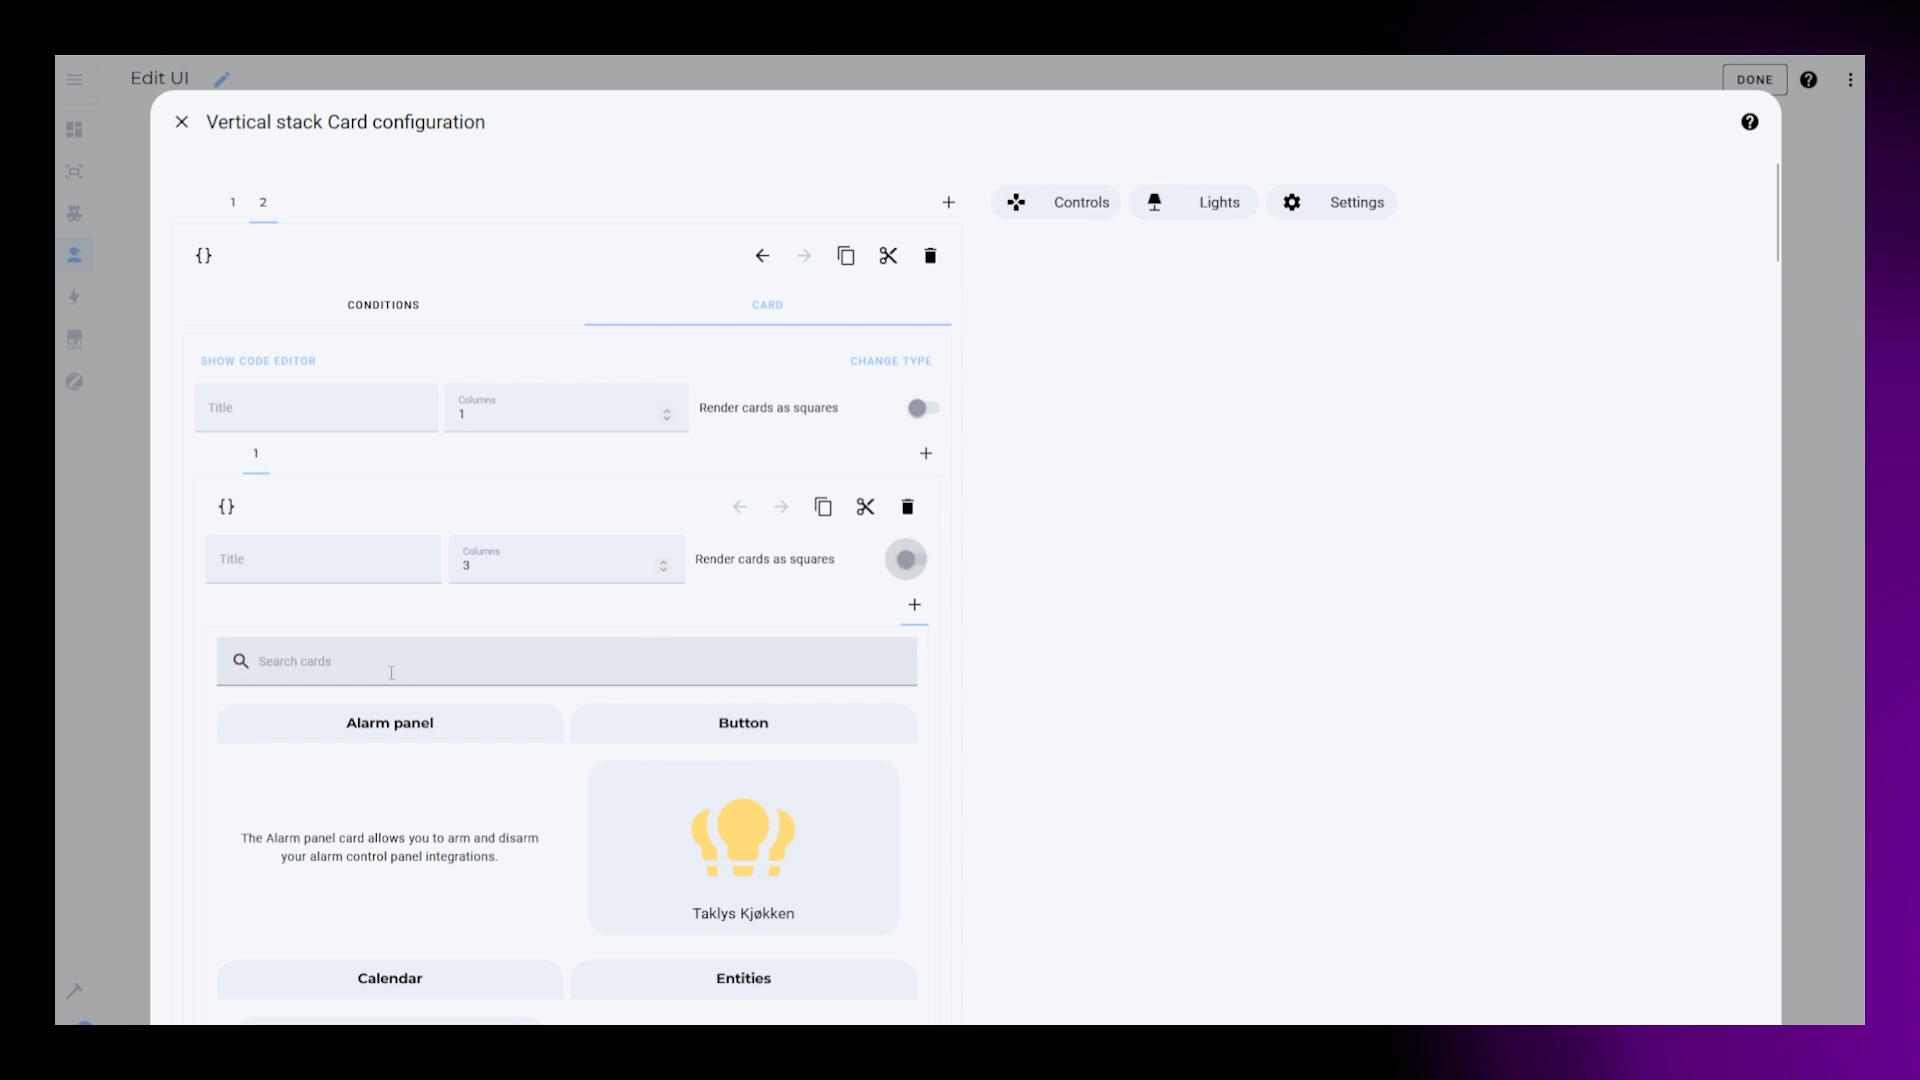 Edit UI
DONE
Vertical stack Card configuration
1 2
Controls Lights Settings
{}
CONDITIONS CARD
SHOW CODE EDITOR CHANGE TYPE
Title
Columns
1
Render cards as squares
1
{}
Title
Columns
3
Render cards as squares
Search cards
Alarm panel
Button
The Alarm panel card allows you to arm and disarm
your alarm control panel integrations.
Taklys Kjøkken
Calendar
Entities